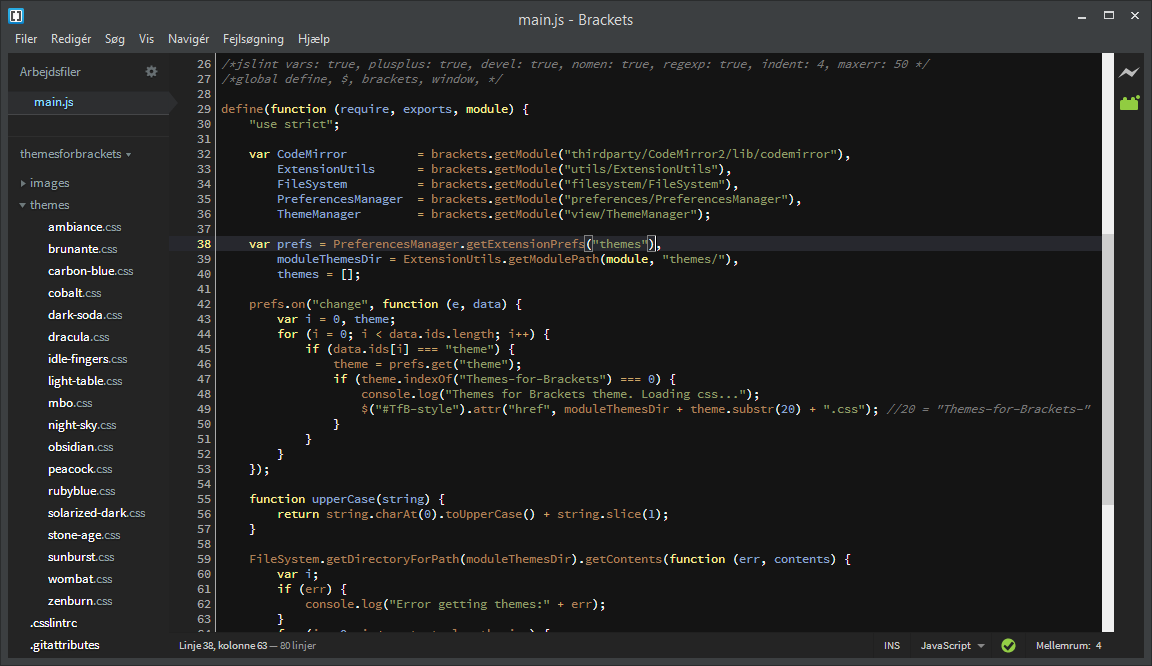 main.js - Brackets
Filer Redigér Søg Vis Navigér Fejlsøgning Hjælp
Arbejdsfiler
main.js
themesforbrackets
images
themes
ambiance.css
brunante.css
carbon-blue.css
cobalt.css
dark-soda.css
dracula.css
idle-fingers.css
light-table.css
mbo.css
night-sky.css
obsidian.css
peacock.css
rubyblue.css
solarized-dark.css
stone-age.css
sunburst.css
wombat.css
zenburn.css
.csslintrc
.gitattributes
26 /*jslint vars: true, plusplus: true, devel: true, nomen: true, regexp: true, indent: 4, maxerr: 50 */
27 /*global define, $, brackets, window, */
28
29 define(function (require, exports, module) {
30     "use strict";
31
32     var CodeMirror          = brackets.getModule("thirdparty/CodeMirror2/lib/codemirror"),
33         ExtensionUtils      = brackets.getModule("utils/ExtensionUtils"),
34         FileSystem          = brackets.getModule("filesystem/FileSystem"),
35         PreferencesManager  = brackets.getModule("preferences/PreferencesManager"),
36         ThemeManager        = brackets.getModule("view/ThemeManager");
37
38     var prefs = PreferencesManager.getExtensionPrefs("themes"),
39         moduleThemesDir = ExtensionUtils.getModulePath(module, "themes/"),
40         themes = [];
41
42     prefs.on("change", function (e, data) {
43         var i = 0, theme;
44         for (i = 0; i < data.ids.length; i++) {
45             if (data.ids[i] === "theme") {
46                 theme = prefs.get("theme");
47                 if (theme.indexOf("Themes-for-Brackets") === 0) {
48                     console.log("Themes for Brackets theme. Loading css...");
49                     $("#TfB-style").attr("href", moduleThemesDir + theme.substr(20) + ".css"); //20 = "Themes-for-Brackets-"
50                 }
51             }
52         }
53     });
54
55     function upperCase(string) {
56         return string.charAt(0).toUpperCase() + string.slice(1);
57     }
58
59     FileSystem.getDirectoryForPath(moduleThemesDir).getContents(function (err, contents) {
60         var i;
61         if (err) {
62             console.log("Error getting themes:" + err);
63         }
Linje 38, kolonne 63 — 80 linjer
INS JavaScript Mellemrum: 4